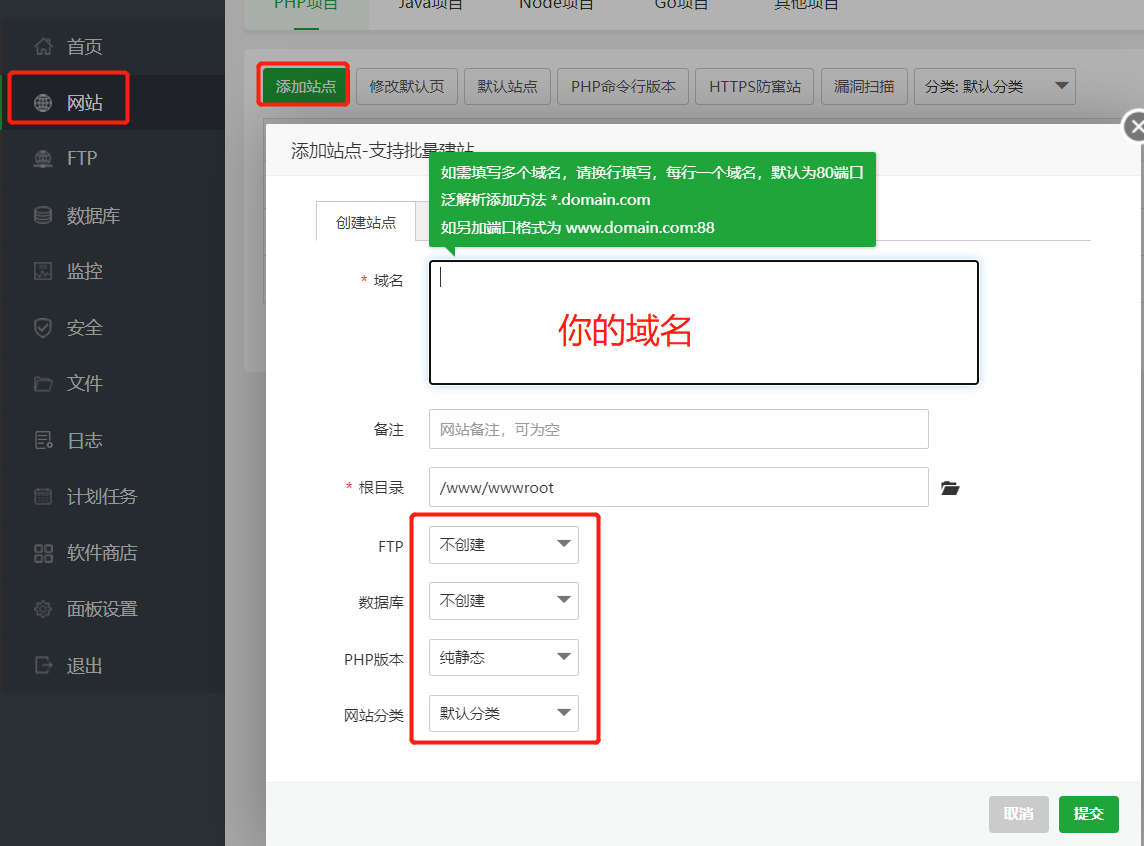 首页
网站
FTP
数据库
监控
安全
文件
日志
计划任务
软件商店
面板设置
退出
PHP项目 Java项目 Node项目 Go项目 其他项目
添加站点 修改默认页 默认站点 PHP命令行版本 HTTPS防窜站 漏洞扫描 分类: 默认分类
添加站点-支持批量建站
如需填写多个域名，请换行填写，每行一个域名，默认为80端口
泛解析添加方法 *.domain.com
如另加端口格式为 www.domain.com:88
创建站点
* 域名
你的域名
备注 网站备注，可为空
* 根目录 /www/wwwroot
FTP 不创建
数据库 不创建
PHP版本 纯静态
网站分类 默认分类
取消 提交